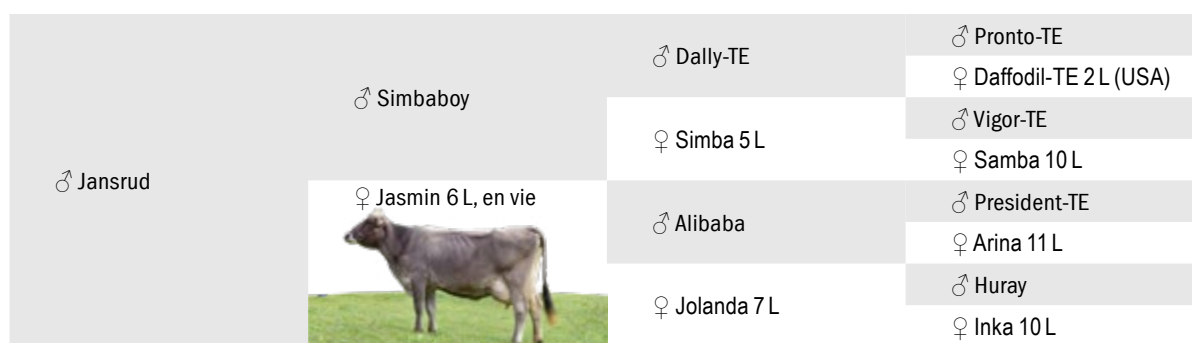 ♂ Jansrud
♂ Simbaboy
♀ Jasmin 6 L, en vie
♂ Dally-TE
♀ Simba 5 L
♂ Alibaba
♀ Jolanda 7 L
♂ Pronto-TE
♀ Daffodil-TE 2 L (USA)
♂ Vigor-TE
♀ Samba 10 L
♂ President-TE
♀ Arina 11 L
♂ Huray
♀ Inka 10 L